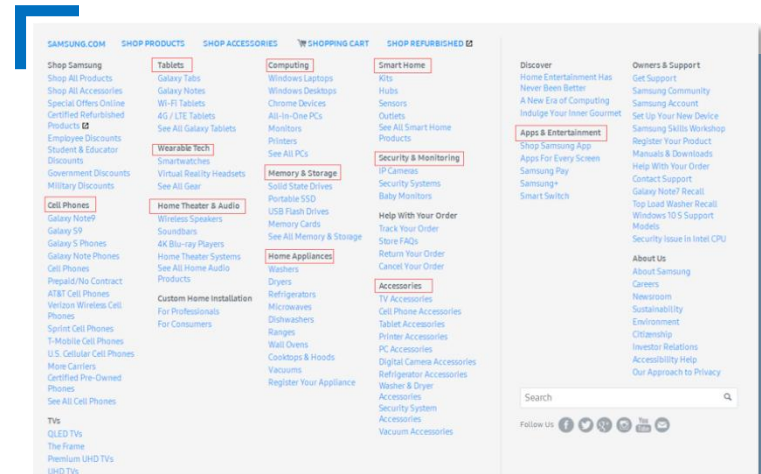 SAMSUNG.COM SHOP PRODUCTS SHOP ACCESSORIES SHOPPING CART SHOP REFURBISHED
Shop Samsung
Shop All Products
Shop All Accessories
Special Offers Online
Certified Refurbished
Products
Employee Discounts
Student & Educator
Discounts
Government Discounts
Military Discounts
Cell Phones
Galaxy Note9
Galaxy S9
Galaxy S Phones
Galaxy Note Phones
Cell Phones
Prepaid/No Contract
AT&T Cell Phones
Verizon Wireless Cell
Phones
Sprint Cell Phones
T-Mobile Cell Phones
U.S. Cellular Cell Phones
More Carriers
Certified Pre-Owned
Phones
See All Cell Phones
TVs
QLED TVs
The Frame
Premium UHD TVs
UHD TVs
Tablets
Galaxy Tabs
Galaxy Notes
Wi-Fi Tablets
4G / LTE Tablets
See All Galaxy Tablets
Wearable Tech
Smartwatches
Virtual Reality Headsets
See All Gear
Home Theater & Audio
Wireless Speakers
Soundbars
4K Blu-ray Players
Home Theater Systems
See All Home Audio
Products
Custom Home Installation
For Professionals
For Consumers
Computing
Windows Laptops
Windows Desktops
Chrome Devices
All-In-One PCs
Monitors
Printers
See All PCs
Memory & Storage
Solid State Drives
Portable SSD
USB Flash Drives
Memory Cards
See All Memory & Storage
Home Appliances
Washers
Dryers
Refrigerators
Microwaves
Dishwashers
Ranges
Wall Ovens
Cooktops & Hoods
Vacuums
Register Your Appliance
Smart Home
Kits
Hubs
Sensors
Outlets
See All Smart Home
Products
Security & Monitoring
IP Cameras
Security Systems
Baby Monitors
Help With Your Order
Track Your Order
Store FAQs
Return Your Order
Cancel Your Order
Accessories
TV Accessories
Cell Phone Accessories
Tablet Accessories
Printer Accessories
PC Accessories
Digital Camera Accessories
Refrigerator Accessories
Washer & Dryer
Accessories
Security System
Accessories
Vacuum Accessories
Discover
Home Entertainment Has
Never Been Better
A New Era of Computing
Indulge Your Inner Gourmet
Apps & Entertainment
Shop Samsung App
Apps For Every Screen
Samsung Pay
Samsung+
Smart Switch
Owners & Support
Get Support
Samsung Community
Samsung Account
Set Up Your New Device
Samsung Skills Workshop
Register Your Product
Manuals & Downloads
Help With Your Order
Contact Support
Galaxy Note7 Recall
Top Load Washer Recall
Windows 10 S Support
Models
Security Issue In Intel CPU
About Us
About Samsung
Careers
Newsroom
Sustainability
Environment
Citizenship
Investor Relations
Accessibility Help
Our Approach to Privacy
Search
Follow Us
You
Tube